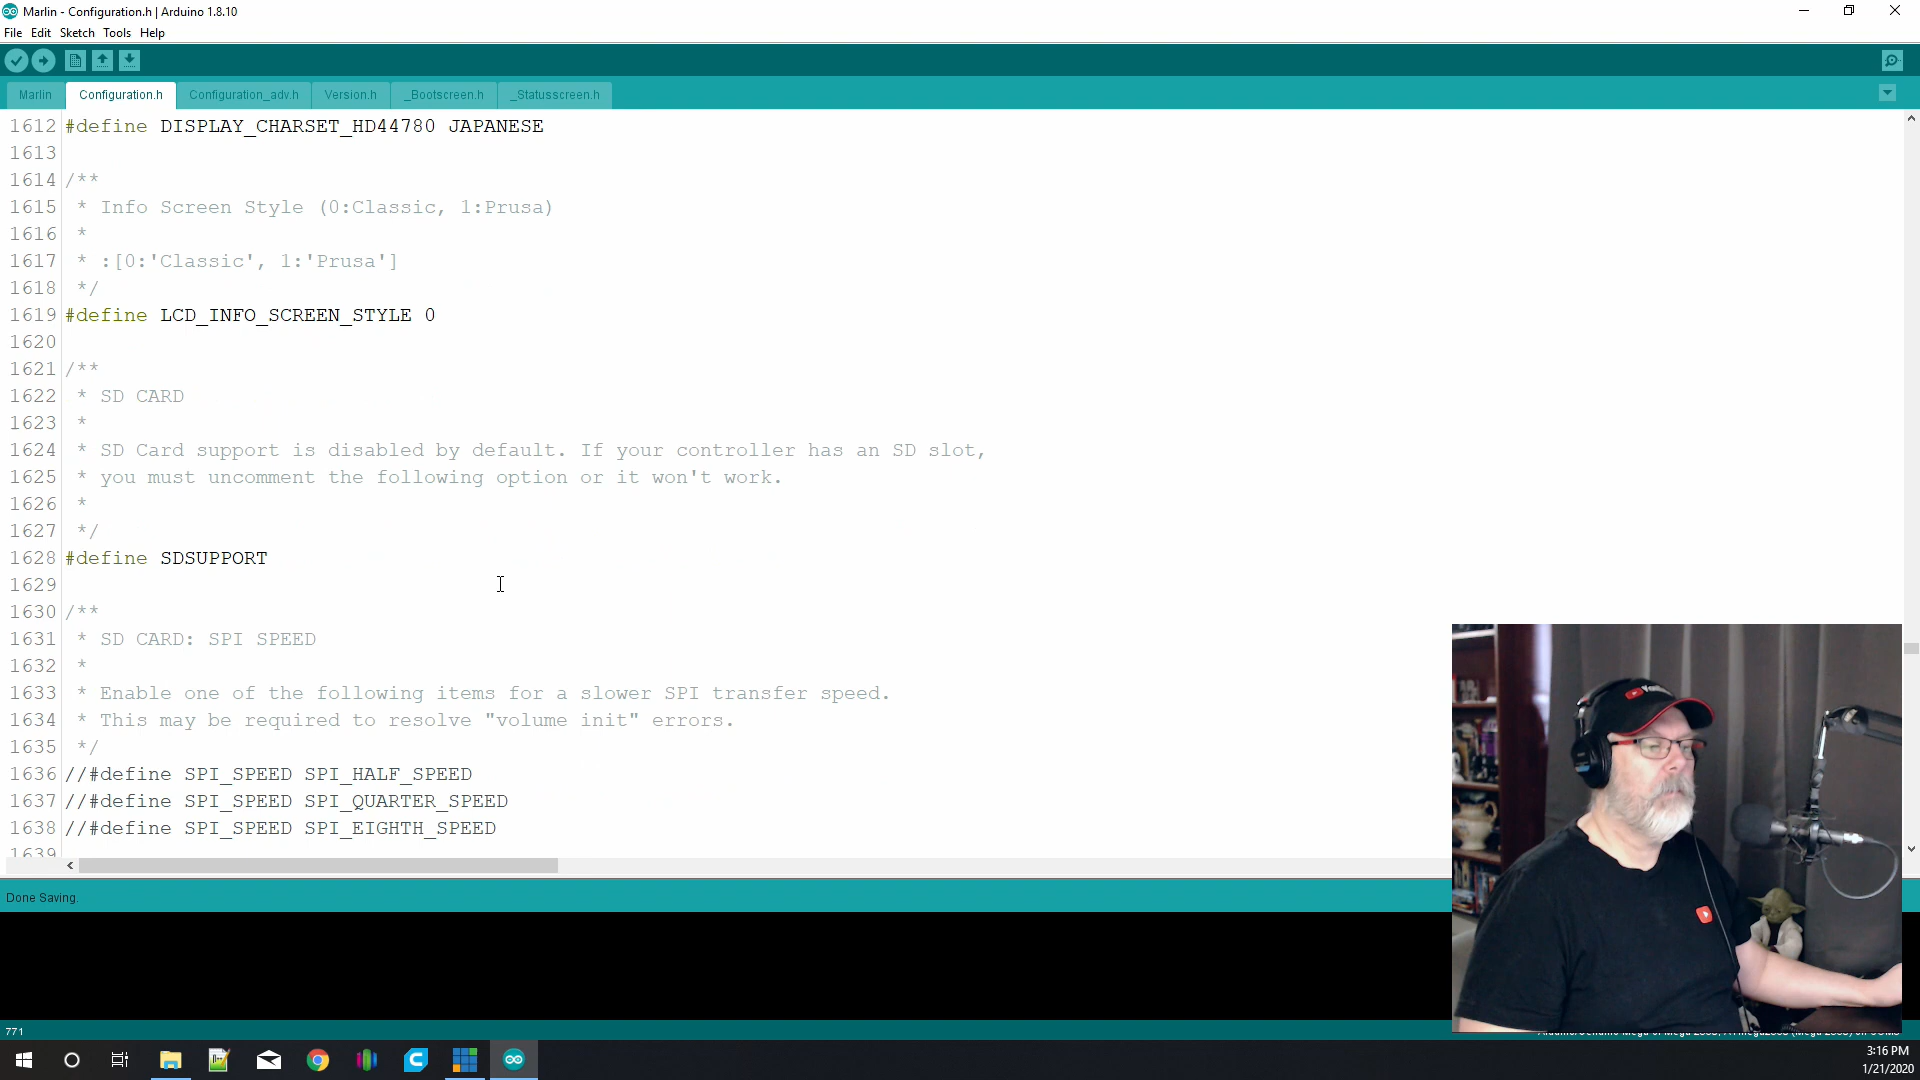 Marlin - Configuration.h | Arduino 1.8.10
File Edit Sketch Tools Help
Marlin Configuration.h Configuration_adv.h Version.h _Bootscreen.h _Statusscreen.h
1612 #define DISPLAY_CHARSET_HD44780 JAPANESE
1613
1614 /**
1615 * Info Screen Style (0:Classic, 1:Prusa)
1616 *
1617 * :[0:'Classic', 1:'Prusa']
1618 */
1619 #define LCD_INFO_SCREEN_STYLE 0
1620
1621 /**
1622 * SD CARD
1623 *
1624 * SD Card support is disabled by default. If your controller has an SD slot,
1625 * you must uncomment the following option or it won't work.
1626 *
1627 */
1628 #define SDSUPPORT
1629
1630 /**
1631 * SD CARD: SPI SPEED
1632 *
1633 * Enable one of the following items for a slower SPI transfer speed.
1634 * This may be required to resolve "volume init" errors.
1635 */
1636 //#define SPI_SPEED SPI_HALF_SPEED
1637 //#define SPI_SPEED SPI_QUARTER_SPEED
1638 //#define SPI_SPEED SPI_EIGHTH_SPEED
1639
Done Saving.
771
3:16 PM
1/21/2020